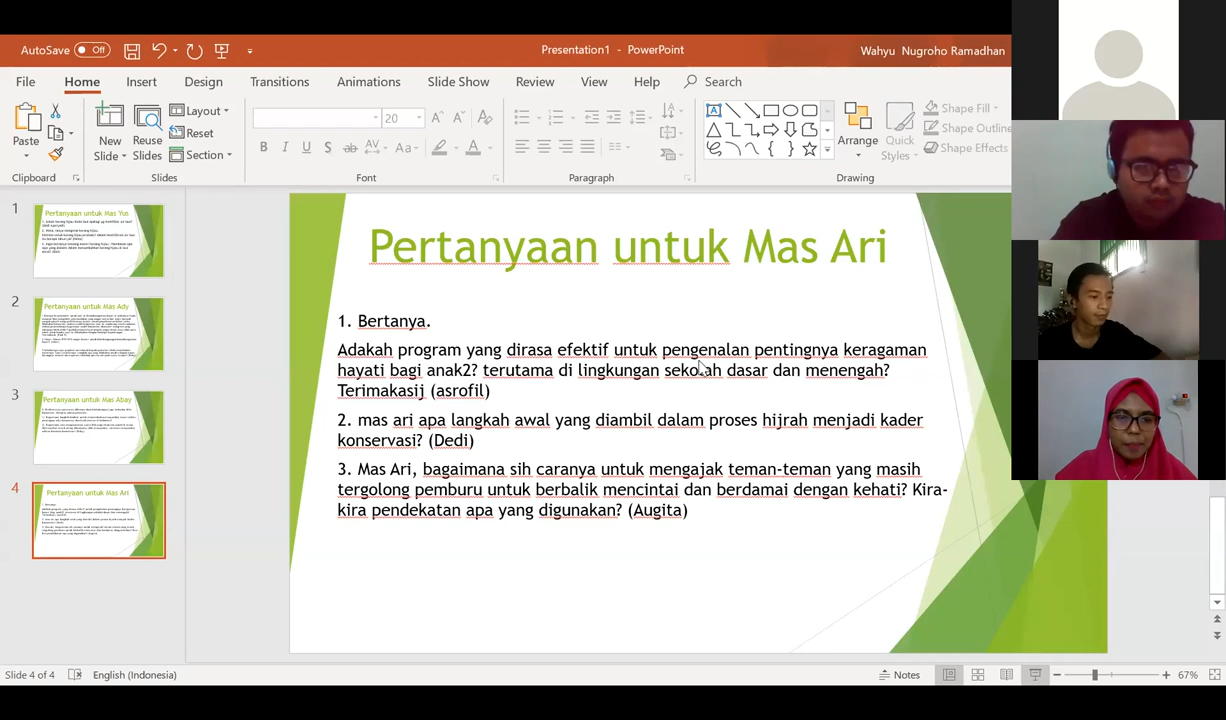 AutoSave Off
Presentation1 - PowerPoint
Wahyu Nugroho Ramadhan
File Home Insert Design Transitions Animations Slide Show Review View Help Search
Paste
New Slide
Reuse Slides
Layout
Reset
Section
20
Arrange
Quick Styles
Shape Fill
Shape Outline
Shape Effects
Clipboard
Slides
Font
Paragraph
Drawing
1
Pertanyaan untuk Mas Yus
2
Pertanyaan untuk Mas Ady
3
Pertanyaan untuk Mas Abay
4
Pertanyaan untuk Mas Ari
Pertanyaan untuk Mas Ari
1. Bertanya.
Adakah program yang dirasa efektif untuk pengenalan pentingnya keragaman
hayati bagi anak2? terutama di lingkungan sekolah dasar dan menengah?
Terimakasij (asrofil)
2. mas ari apa langkah awal yang diambil dalam proses hijrah menjadi kader
konservasi? (Dedi)
3. Mas Ari, bagaimana sih caranya untuk mengajak teman-teman yang masih
tergolong pemburu untuk berbalik mencintai dan berdamai dengan kehati? Kira-
kira pendekatan apa yang digunakan? (Augita)
Slide 4 of 4
English (Indonesia)
Notes
67%